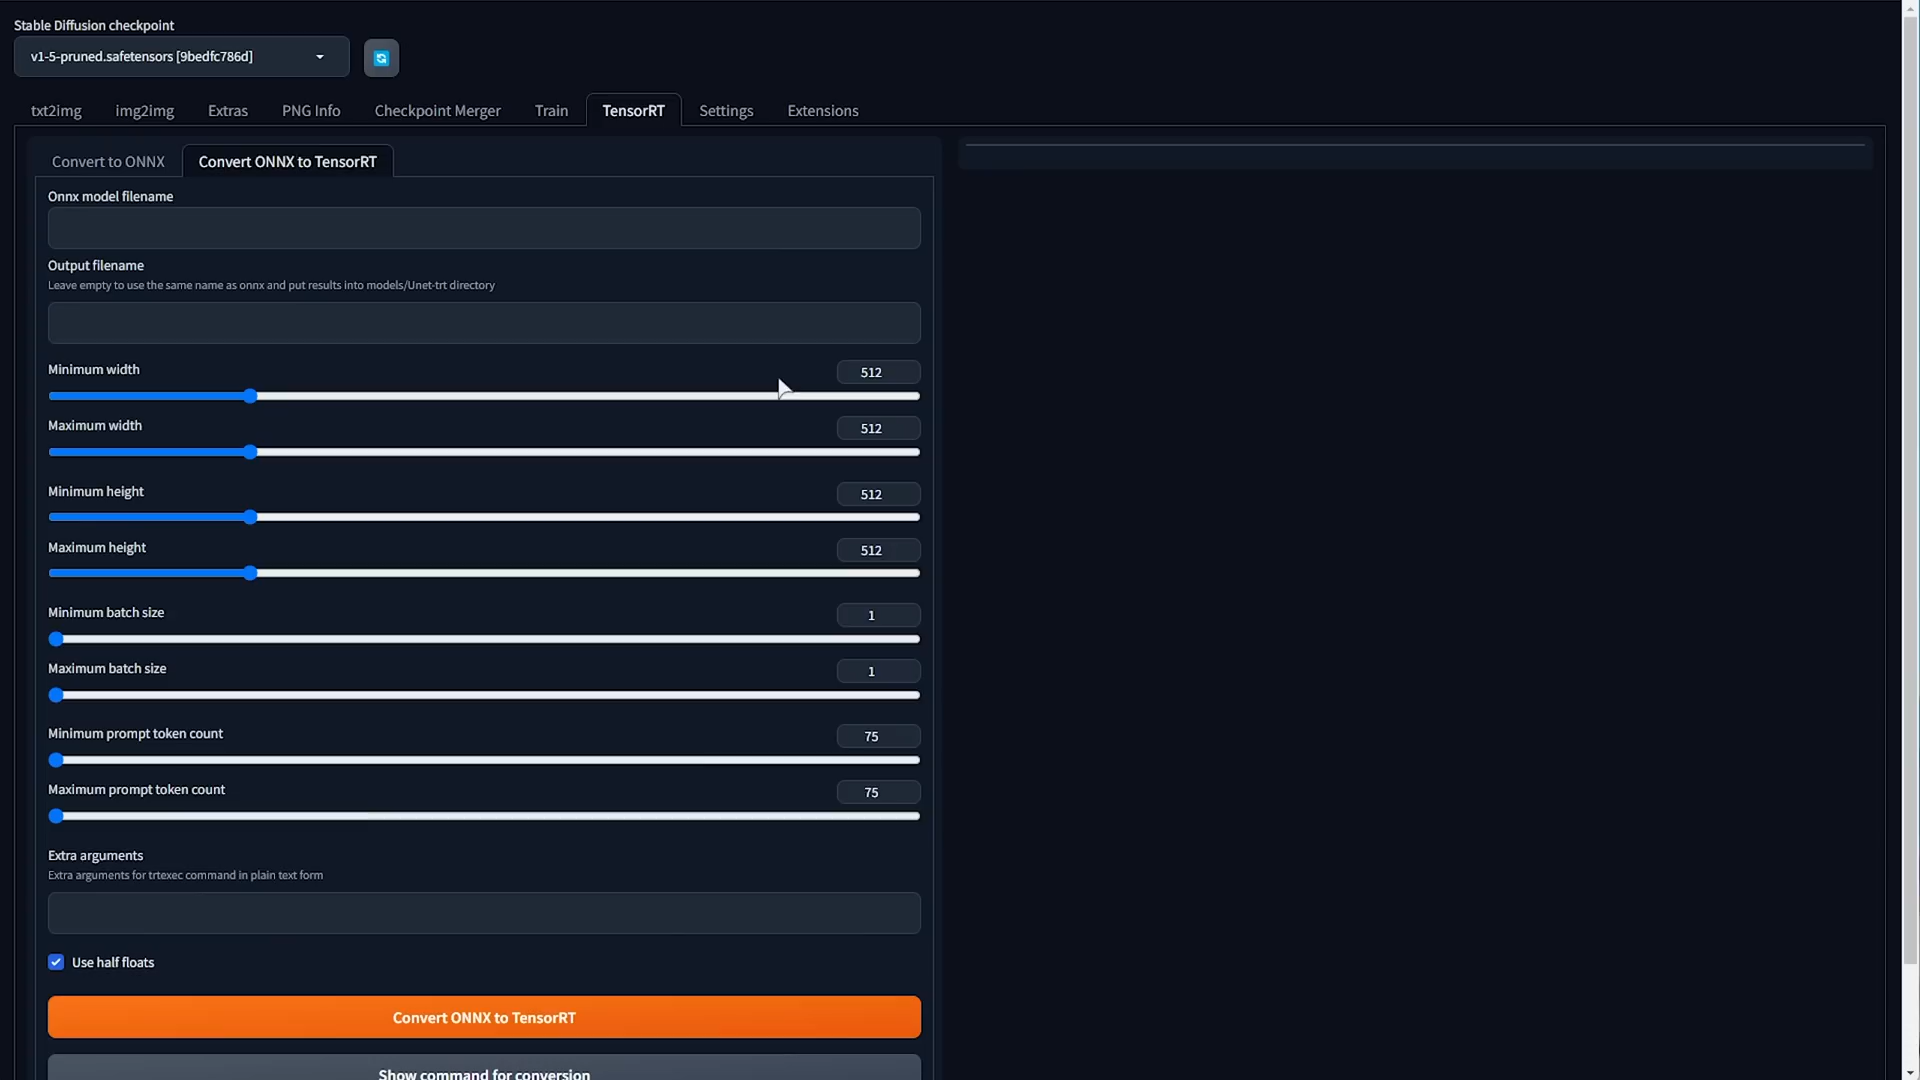 Stable Diffusion checkpoint
v1-5-pruned.safetensors [9bedfc786d]
txt2img img2img Extras PNG Info Checkpoint Merger Train TensorRT Settings Extensions
Convert to ONNX Convert ONNX to TensorRT
Onnx model filename
Output filename
Leave empty to use the same name as onnx and put results into models/Unet-trt directory
Minimum width 512
Maximum width 512
Minimum height 512
Maximum height 512
Minimum batch size 1
Maximum batch size 1
Minimum prompt token count 75
Maximum prompt token count 75
Extra arguments
Extra arguments for trtexec command in plain text form
Use half floats
Convert ONNX to TensorRT
Show command for conversion